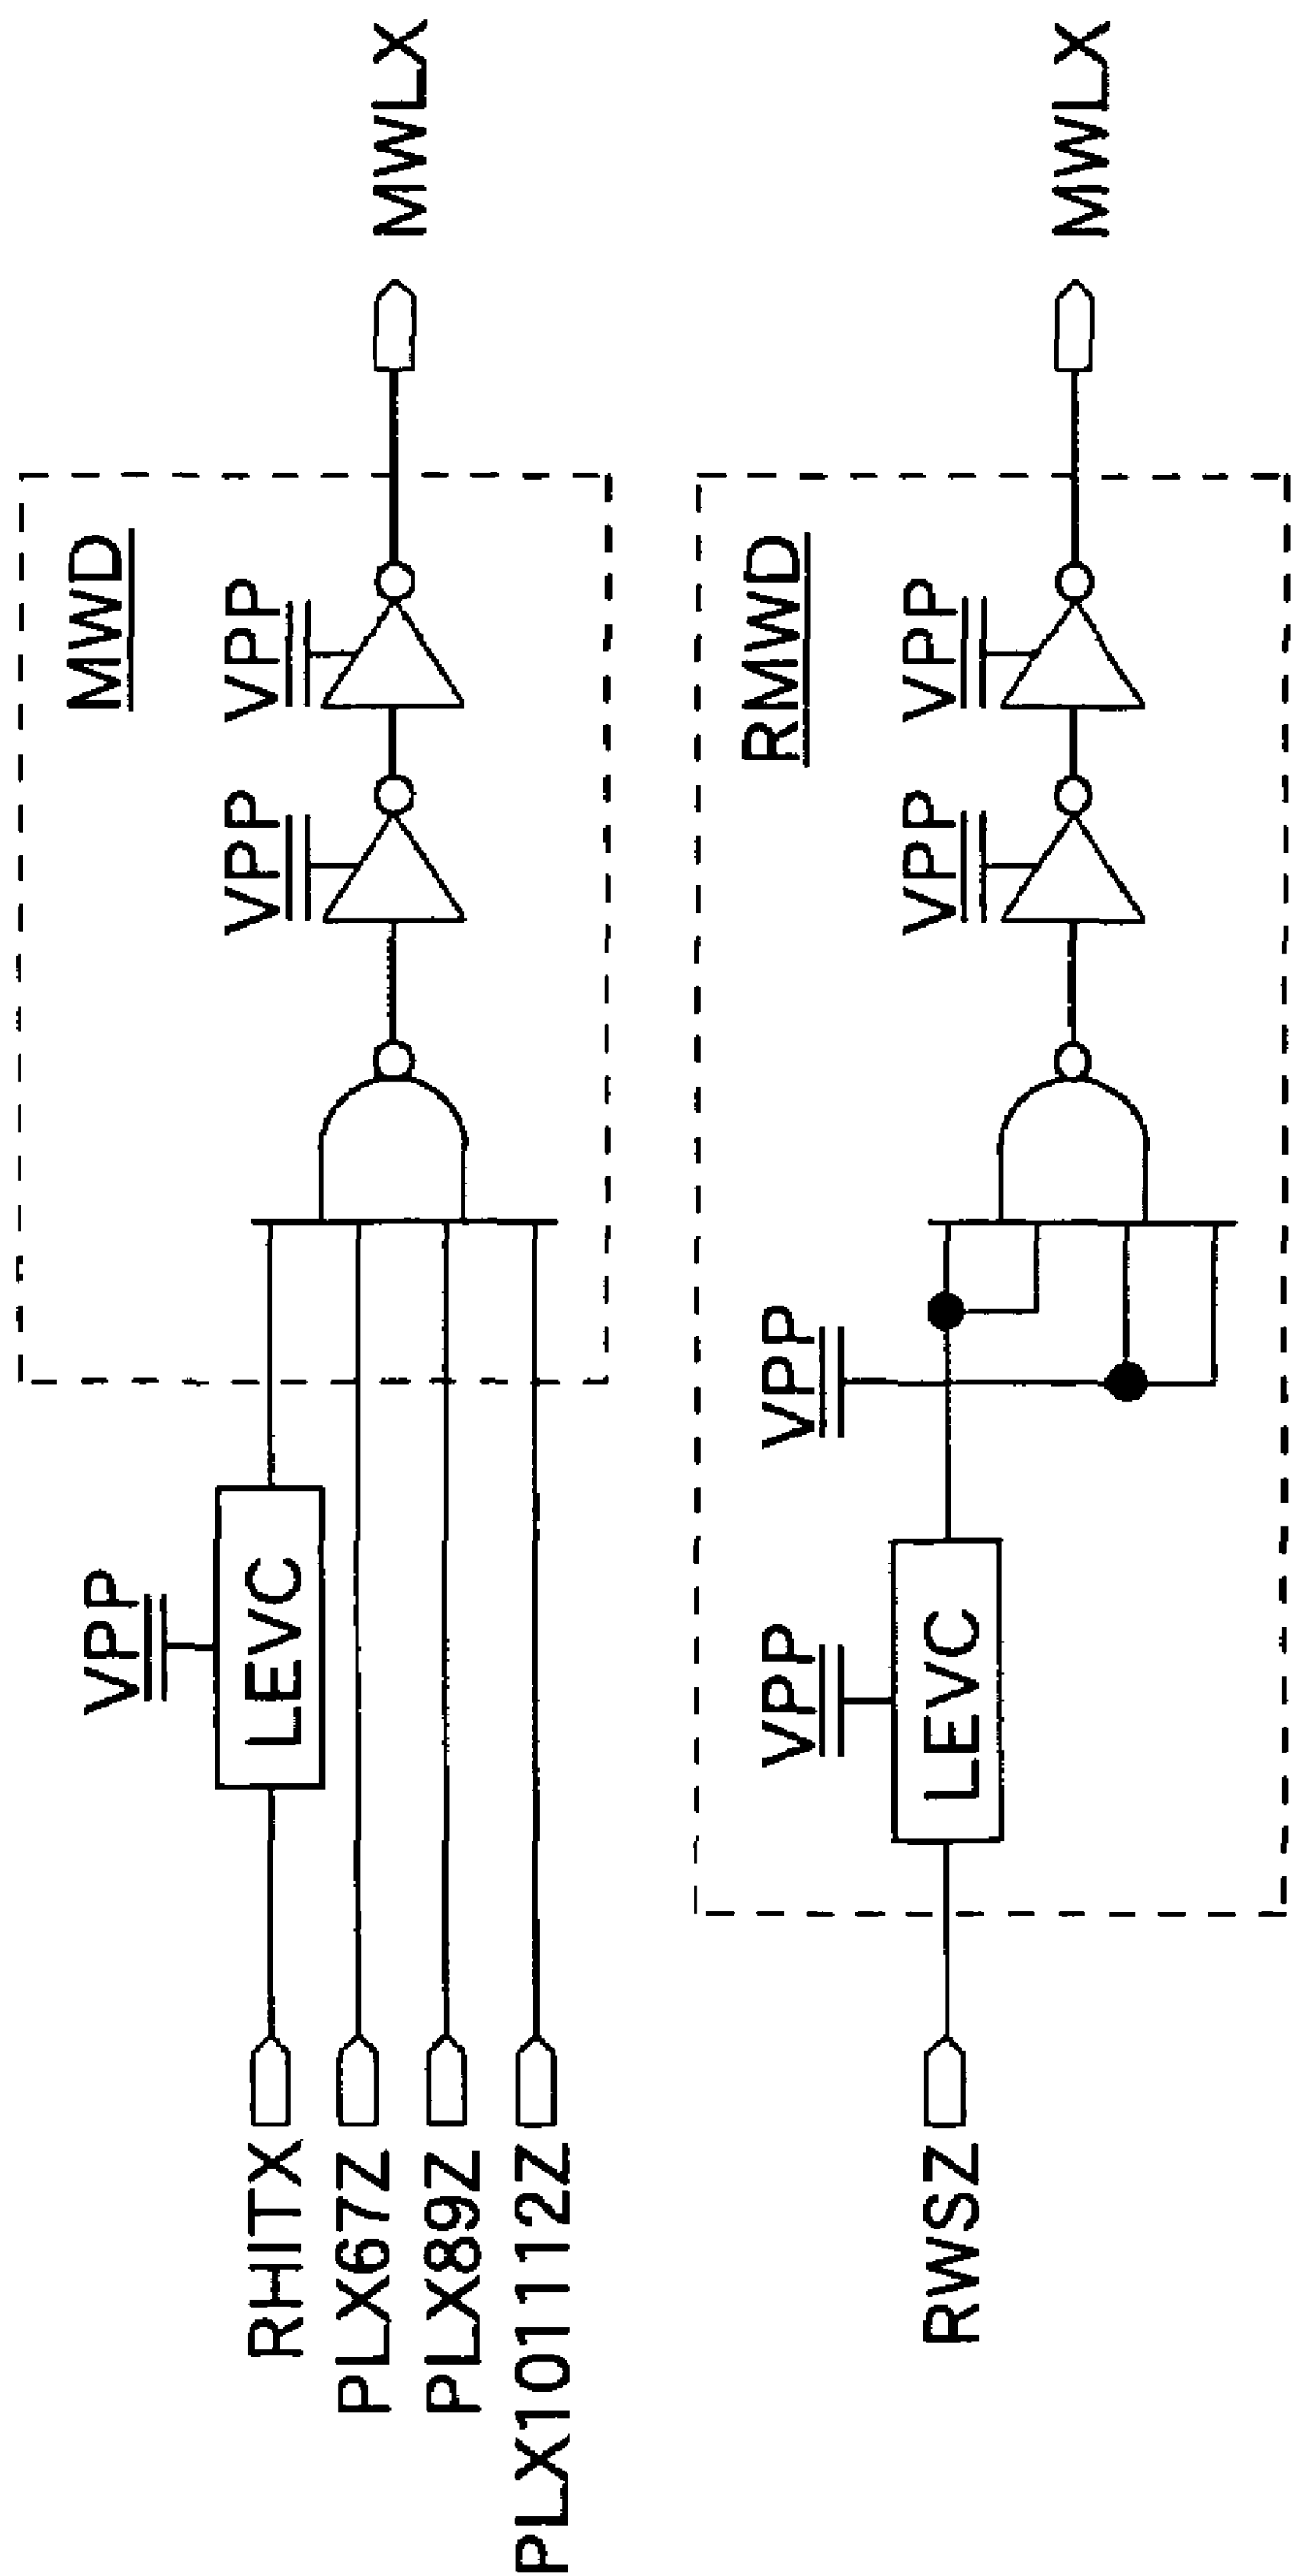 MWD
VPP
VPP
VPP
LEVC
RHITX
PLX67Z
PLX89Z
PLX101112Z
MWLX
RMWD
VPP
VPP
VPP
VPP
LEVC
RWSZ
MWLX